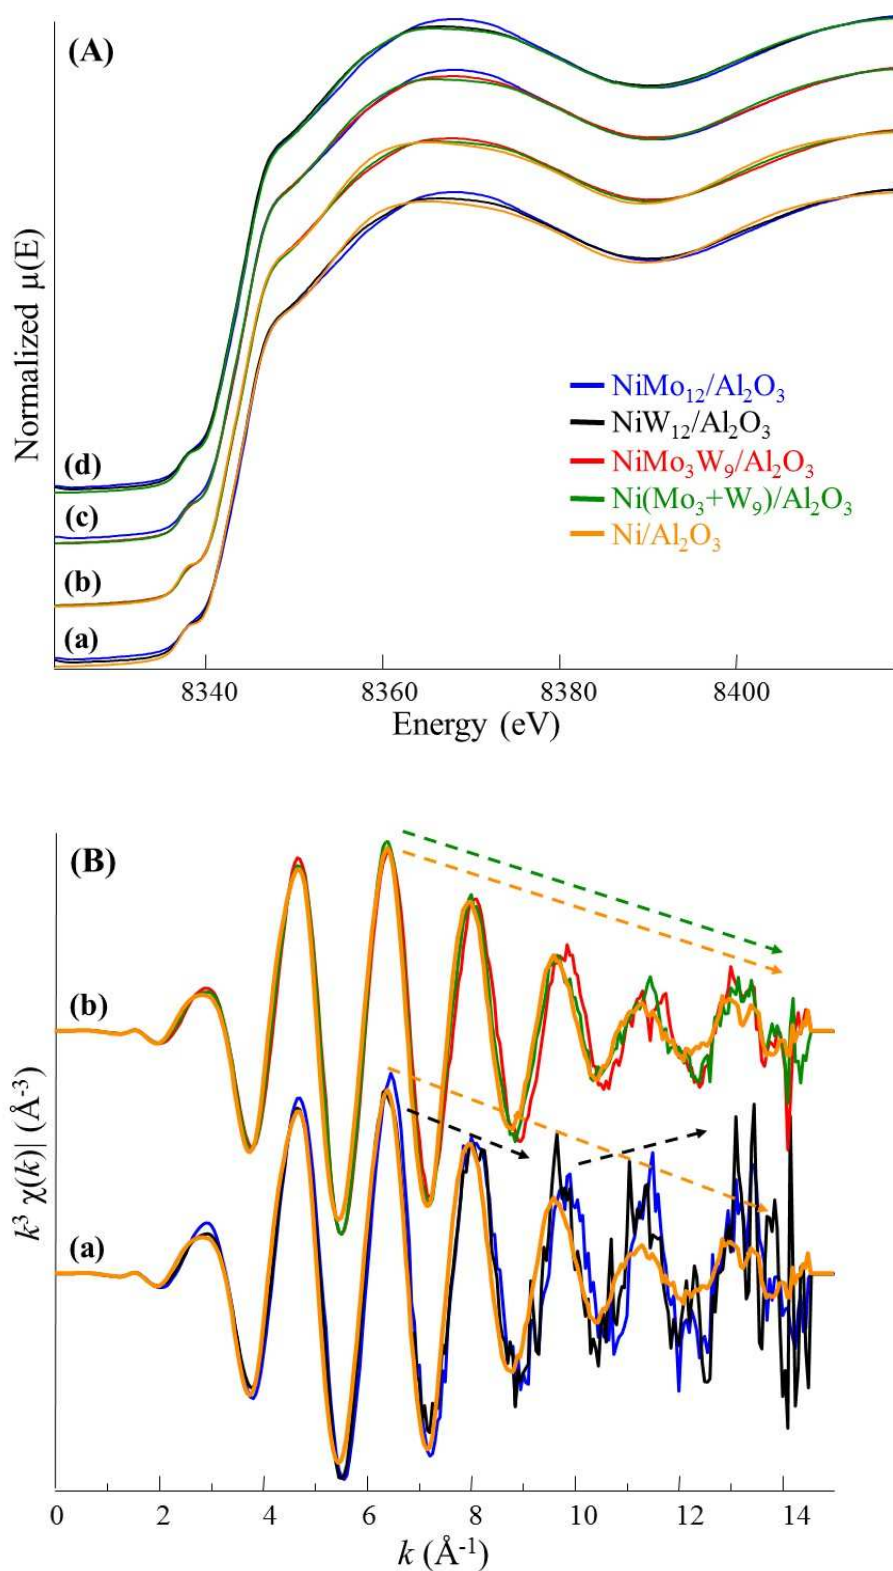 (A)
Normalized μ(E)
NiMo₁₂/Al₂O₃
NiW₁₂/Al₂O₃
NiMo₃W₉/Al₂O₃
Ni(Mo₃+W₉)/Al₂O₃
Ni/Al₂O₃
(d)
(c)
(b)
(a)
8340 8360 8380 8400
Energy (eV)
(B)
(b)
k³ χ(k)| (Å⁻³)
(a)
0 2 4 6 8 10 12 14
k (Å⁻¹)